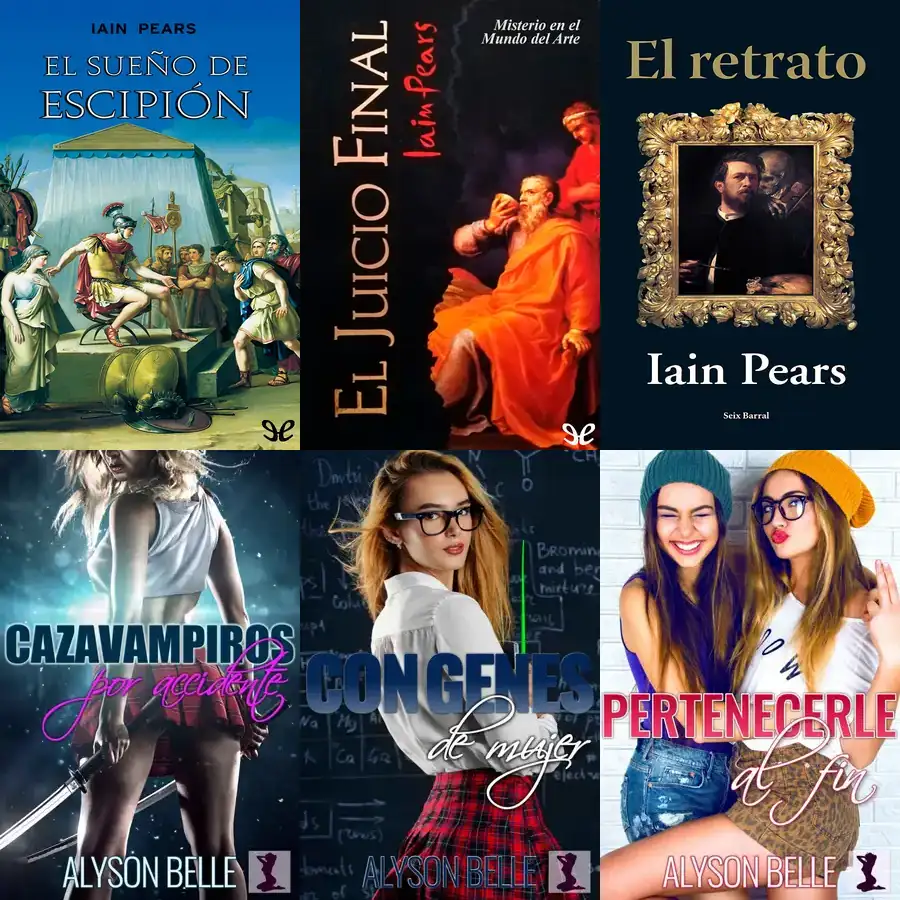 IAIN PEARS
EL SUEÑO DE
ESCIPIÓN
EL JUICIO FINAL
Iain Pears
Misterio en el
Mundo del Arte
El retrato
Iain Pears
Seix Barral
CAZAVAMPIROS
por accidente
ALYSON BELLE
CON GENES
de mujer
ALYSON BELLE
PERTENECERLE
al fin
ALYSON BELLE